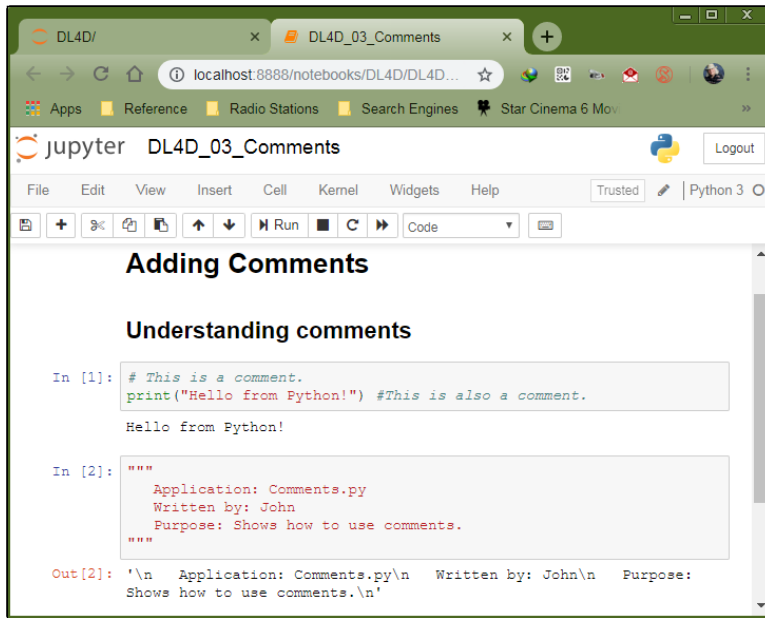 DL4D/
DL4D_03_Comments
localhost:8888/notebooks/DL4D/DL4D...
Apps Reference Radio Stations Search Engines Star Cinema 6 Mov
jupyter DL4D_03_Comments
Logout
File Edit View Insert Cell Kernel Widgets Help Trusted Python 3
Run Code
Adding Comments
Understanding comments
In [1]: # This is a comment.
print("Hello from Python!") #This is also a comment.
Hello from Python!
In [2]: """
Application: Comments.py
Written by: John
Purpose: Shows how to use comments.
"""
Out[2]: '\n   Application: Comments.py\n   Written by: John\n   Purpose:
Shows how to use comments.\n'